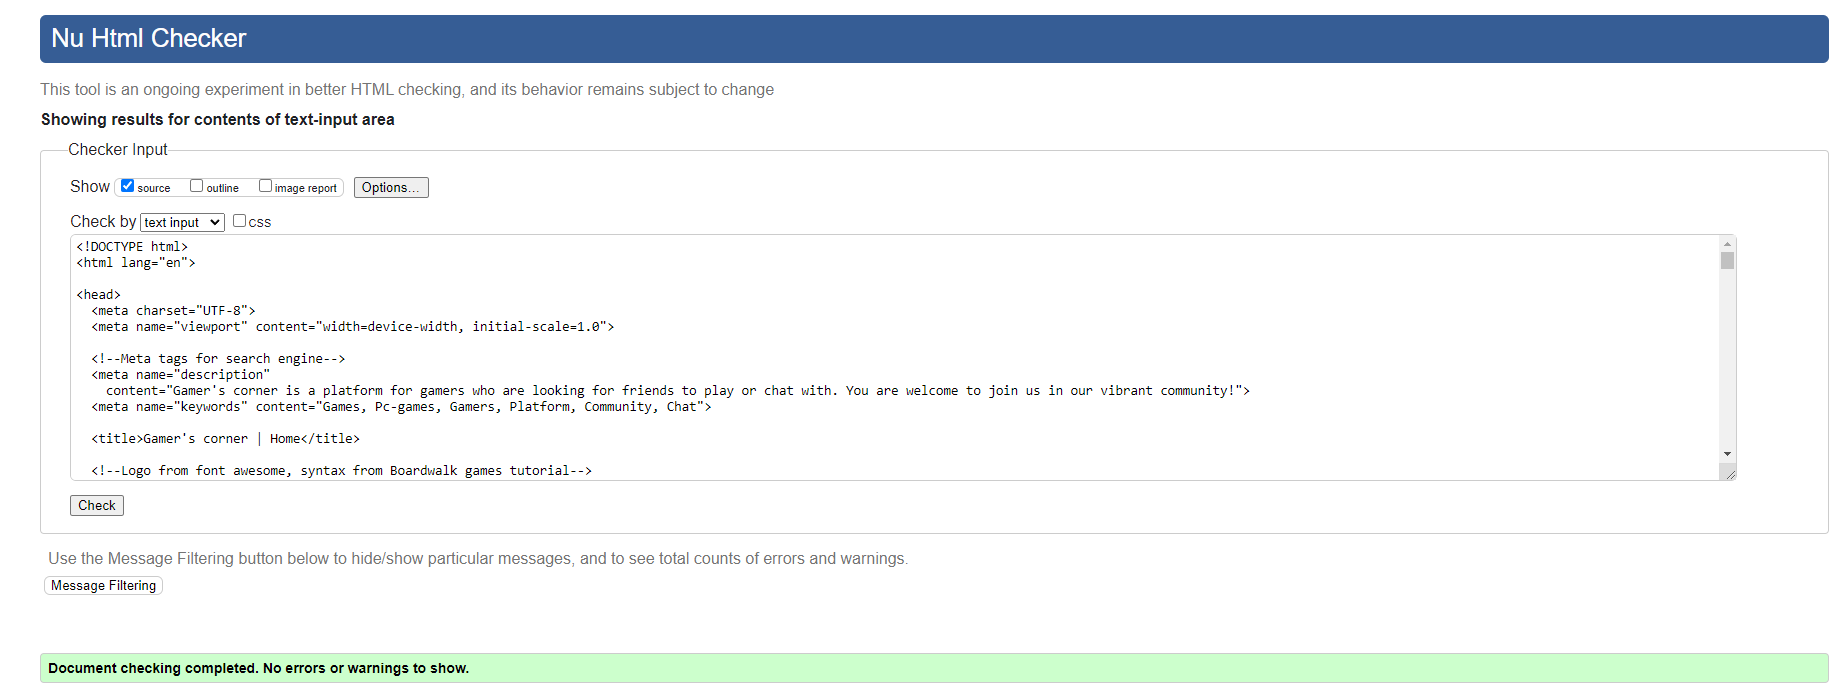 Nu Html Checker
This tool is an ongoing experiment in better HTML checking, and its behavior remains subject to change
Showing results for contents of text-input area
Checker Input
Show source outline image report Options...
Check by text input css
<!DOCTYPE html>
<html lang="en">
<head>
<meta charset="UTF-8">
<meta name="viewport" content="width=device-width, initial-scale=1.0">
<!--Meta tags for search engine-->
<meta name="description"
content="Gamer's corner is a platform for gamers who are looking for friends to play or chat with. You are welcome to join us in our vibrant community!">
<meta name="keywords" content="Games, Pc-games, Gamers, Platform, Community, Chat">
<title>Gamer's corner | Home</title>
<!--Logo from font awesome, syntax from Boardwalk games tutorial-->
Check
Use the Message Filtering button below to hide/show particular messages, and to see total counts of errors and warnings.
Message Filtering
Document checking completed. No errors or warnings to show.